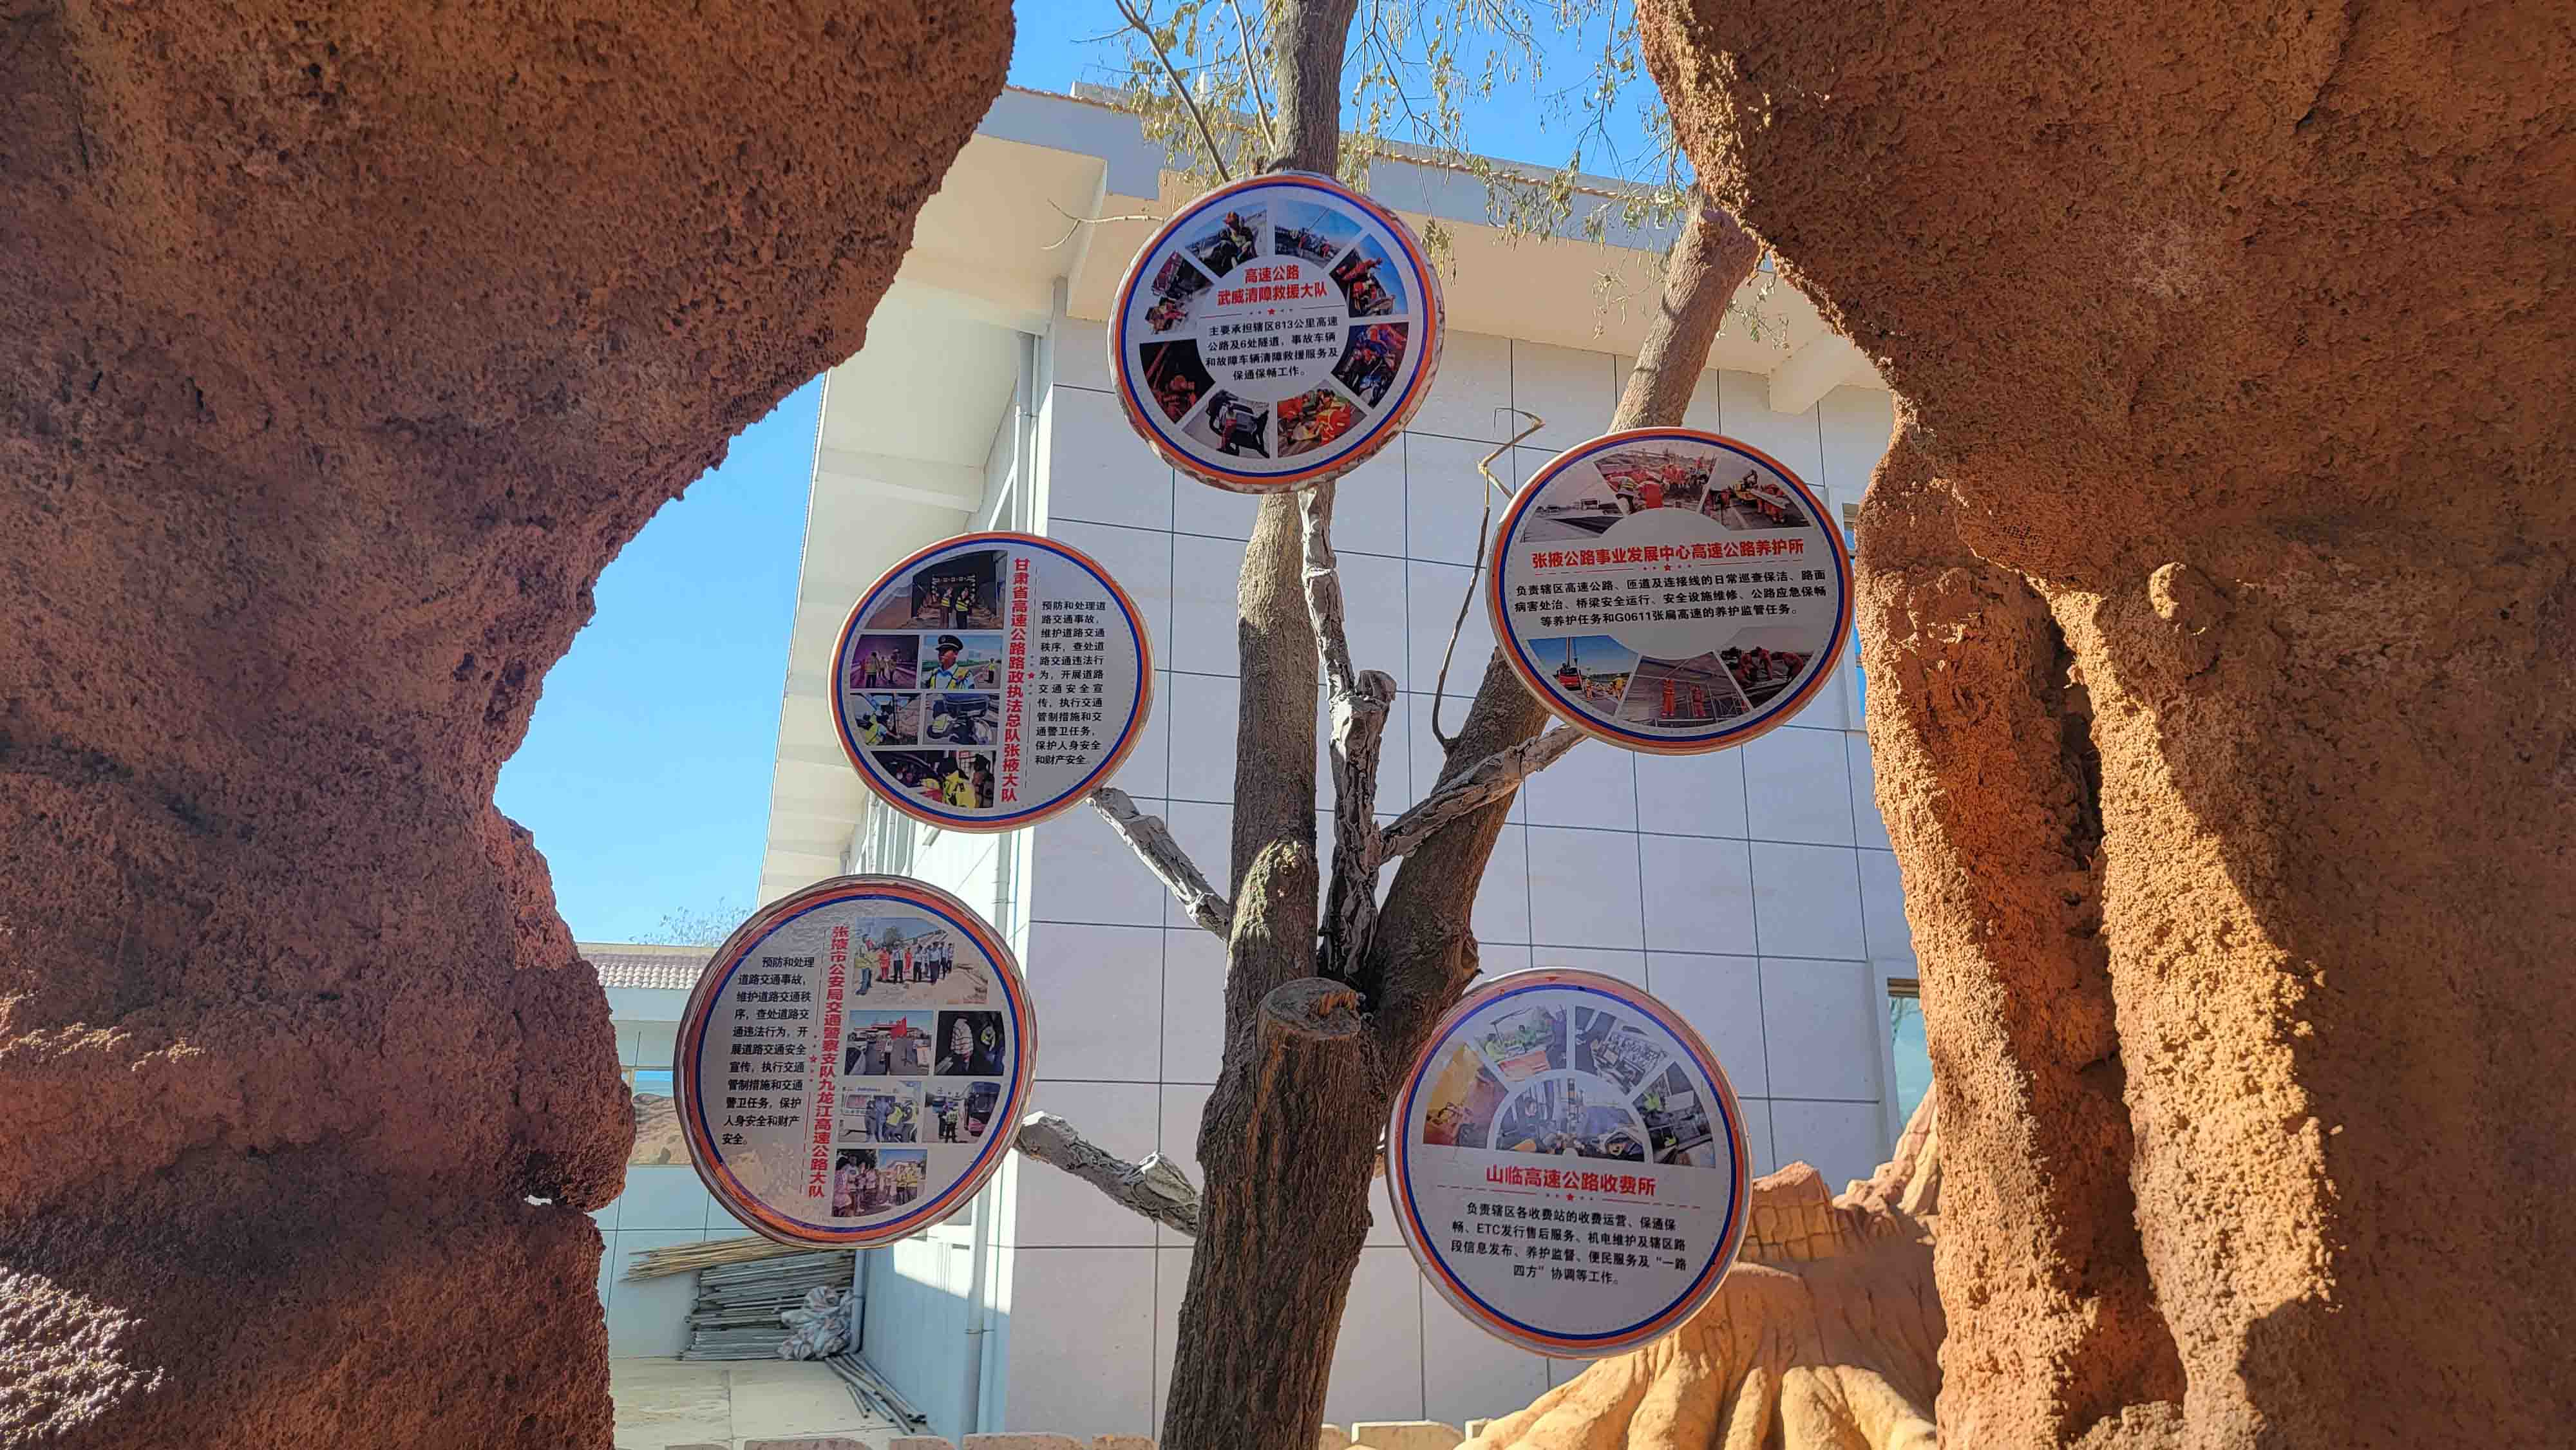 高速公路
武威清障救援大队
主要承担辖区813公里高速
公路及6处隧道，事故车辆
和故障车辆清障救援服务及
保通保畅工作。
张掖公路事业发展中心高速公路养护所
负责辖区高速公路、匝道及连接线的日常巡查保洁、路面
病害处治、桥梁安全运行、安全设施维修、公路应急保畅
等养护任务和G0611张扁高速的养护监管任务。
甘肃省高速公路路政执法总队张掖大队
预防和处理道
路交通事故，
维护道路交通
秩序，查处道
路交通违法行
为，开展道路
交通安全宣
传，执行交通
管制措施和交
通警卫任务，
保护人身安全
和财产安全。
张掖市公安局交通警察支队九龙江高速公路大队
预防和处理
道路交通事故，
维护道路交通秩
序，查处道路交
通违法行为，开
展道路交通安全
宣传，执行交通
管制措施和交通
警卫任务，保护
人身安全和财产
安全。
山临高速公路收费所
负责辖区各收费站的收费运营、保通保
畅、ETC发行售后服务、机电维护及辖区路
段信息发布、养护监督、便民服务及“一路
四方”协调等工作。